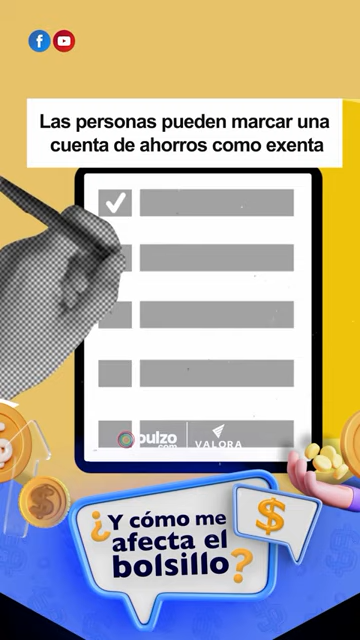 Las personas pueden marcar una
cuenta de ahorros como exenta
pulzo
.com
VALORA
¿Y cómo me
afecta el
bolsillo?